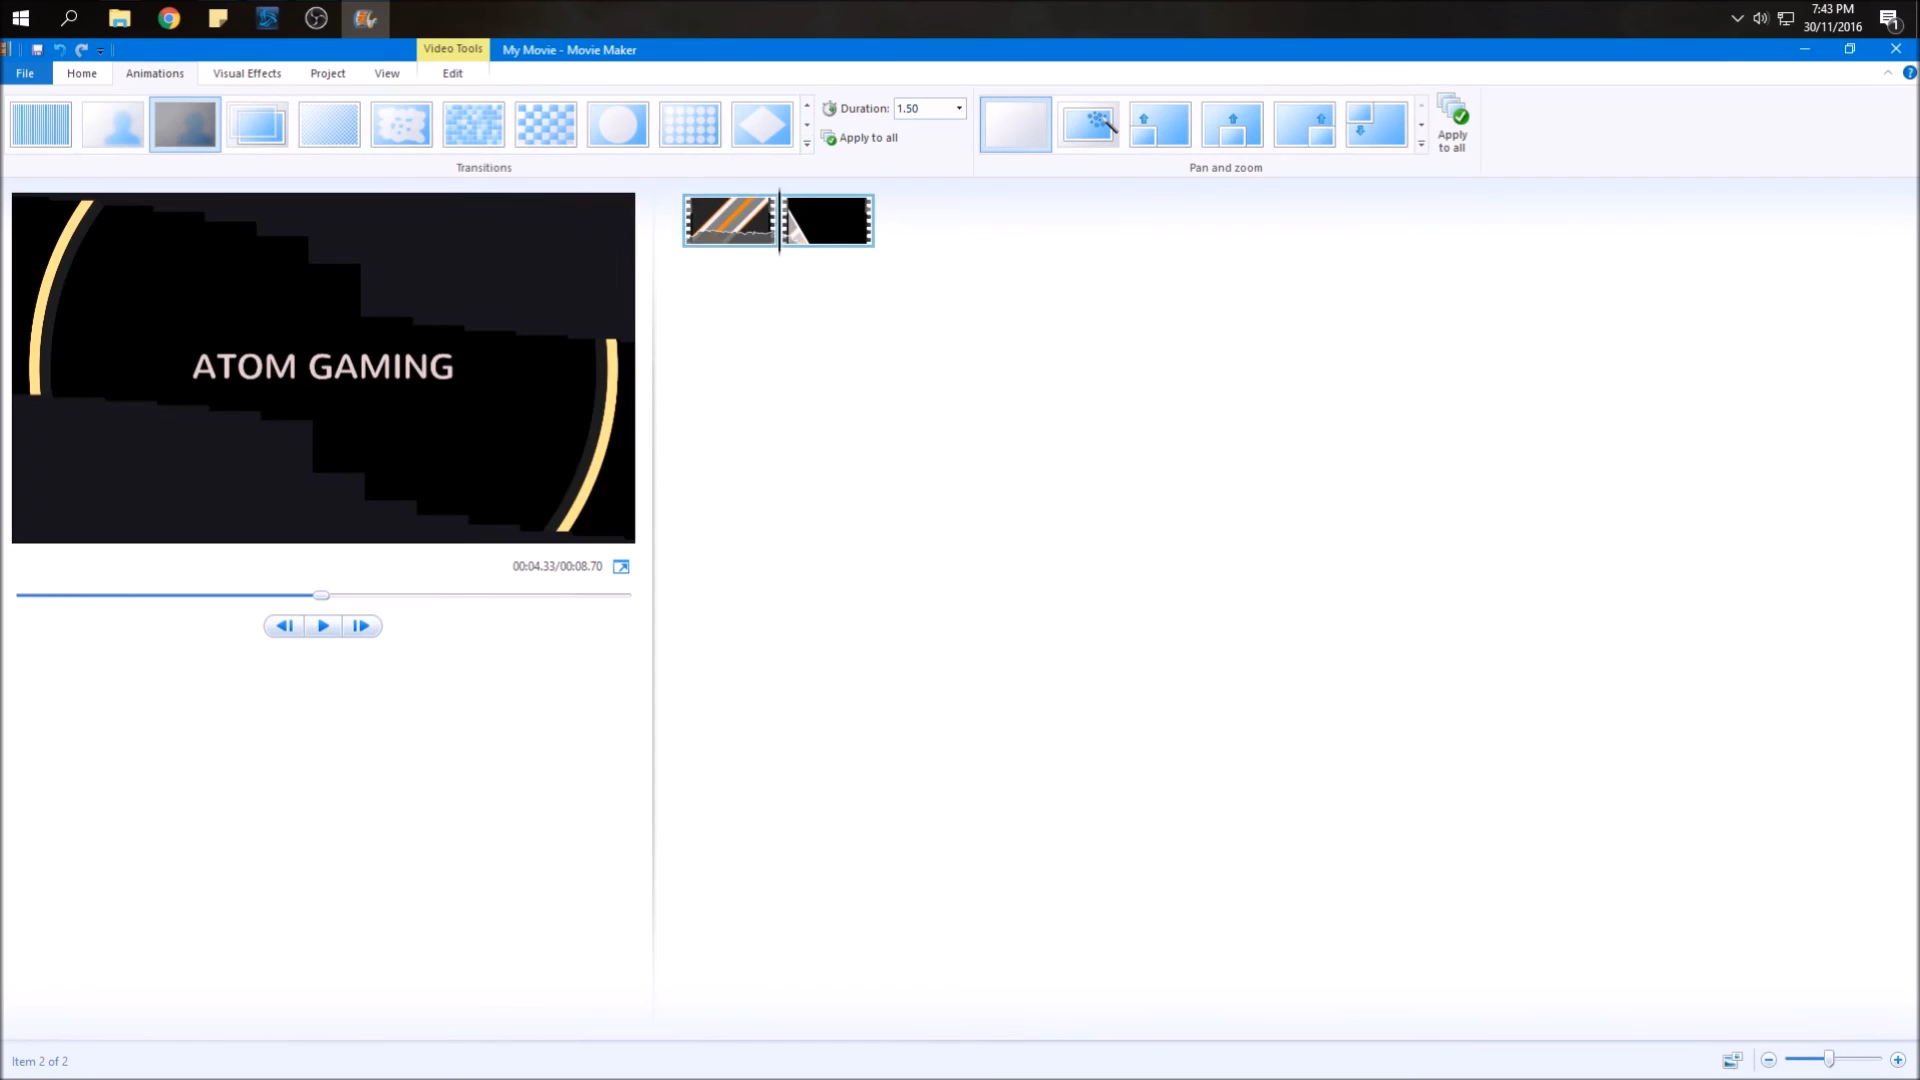 7:43 PM
30/11/2016
1
Video Tools
My Movie - Movie Maker
File
Home
Animations
Visual Effects
Project
View
Edit
Duration:
1.50
Apply to all
Apply
to all
Transitions
Pan and zoom
ATOM GAMING
00:04.33/00:08.70
Item 2 of 2